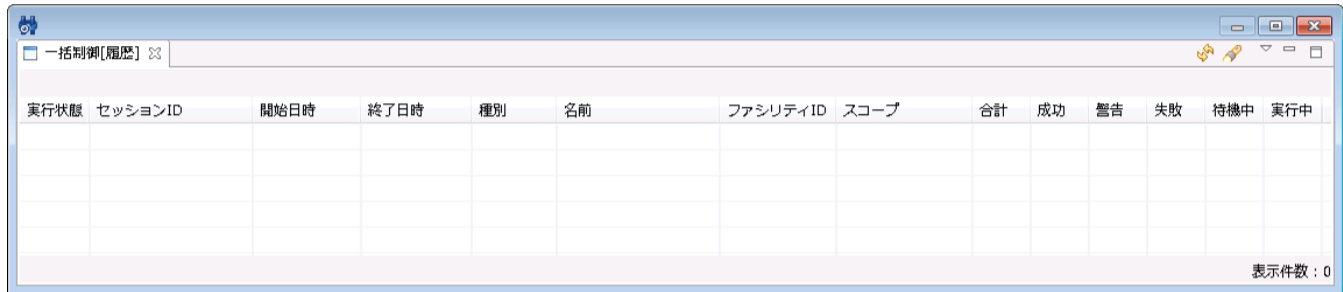 一括制御[履歴]
実行状態 セッションID 開始日時 終了日時 種別 名前 ファシリティID スコープ 合計 成功 警告 失敗 待機中 実行中
表示件数：0